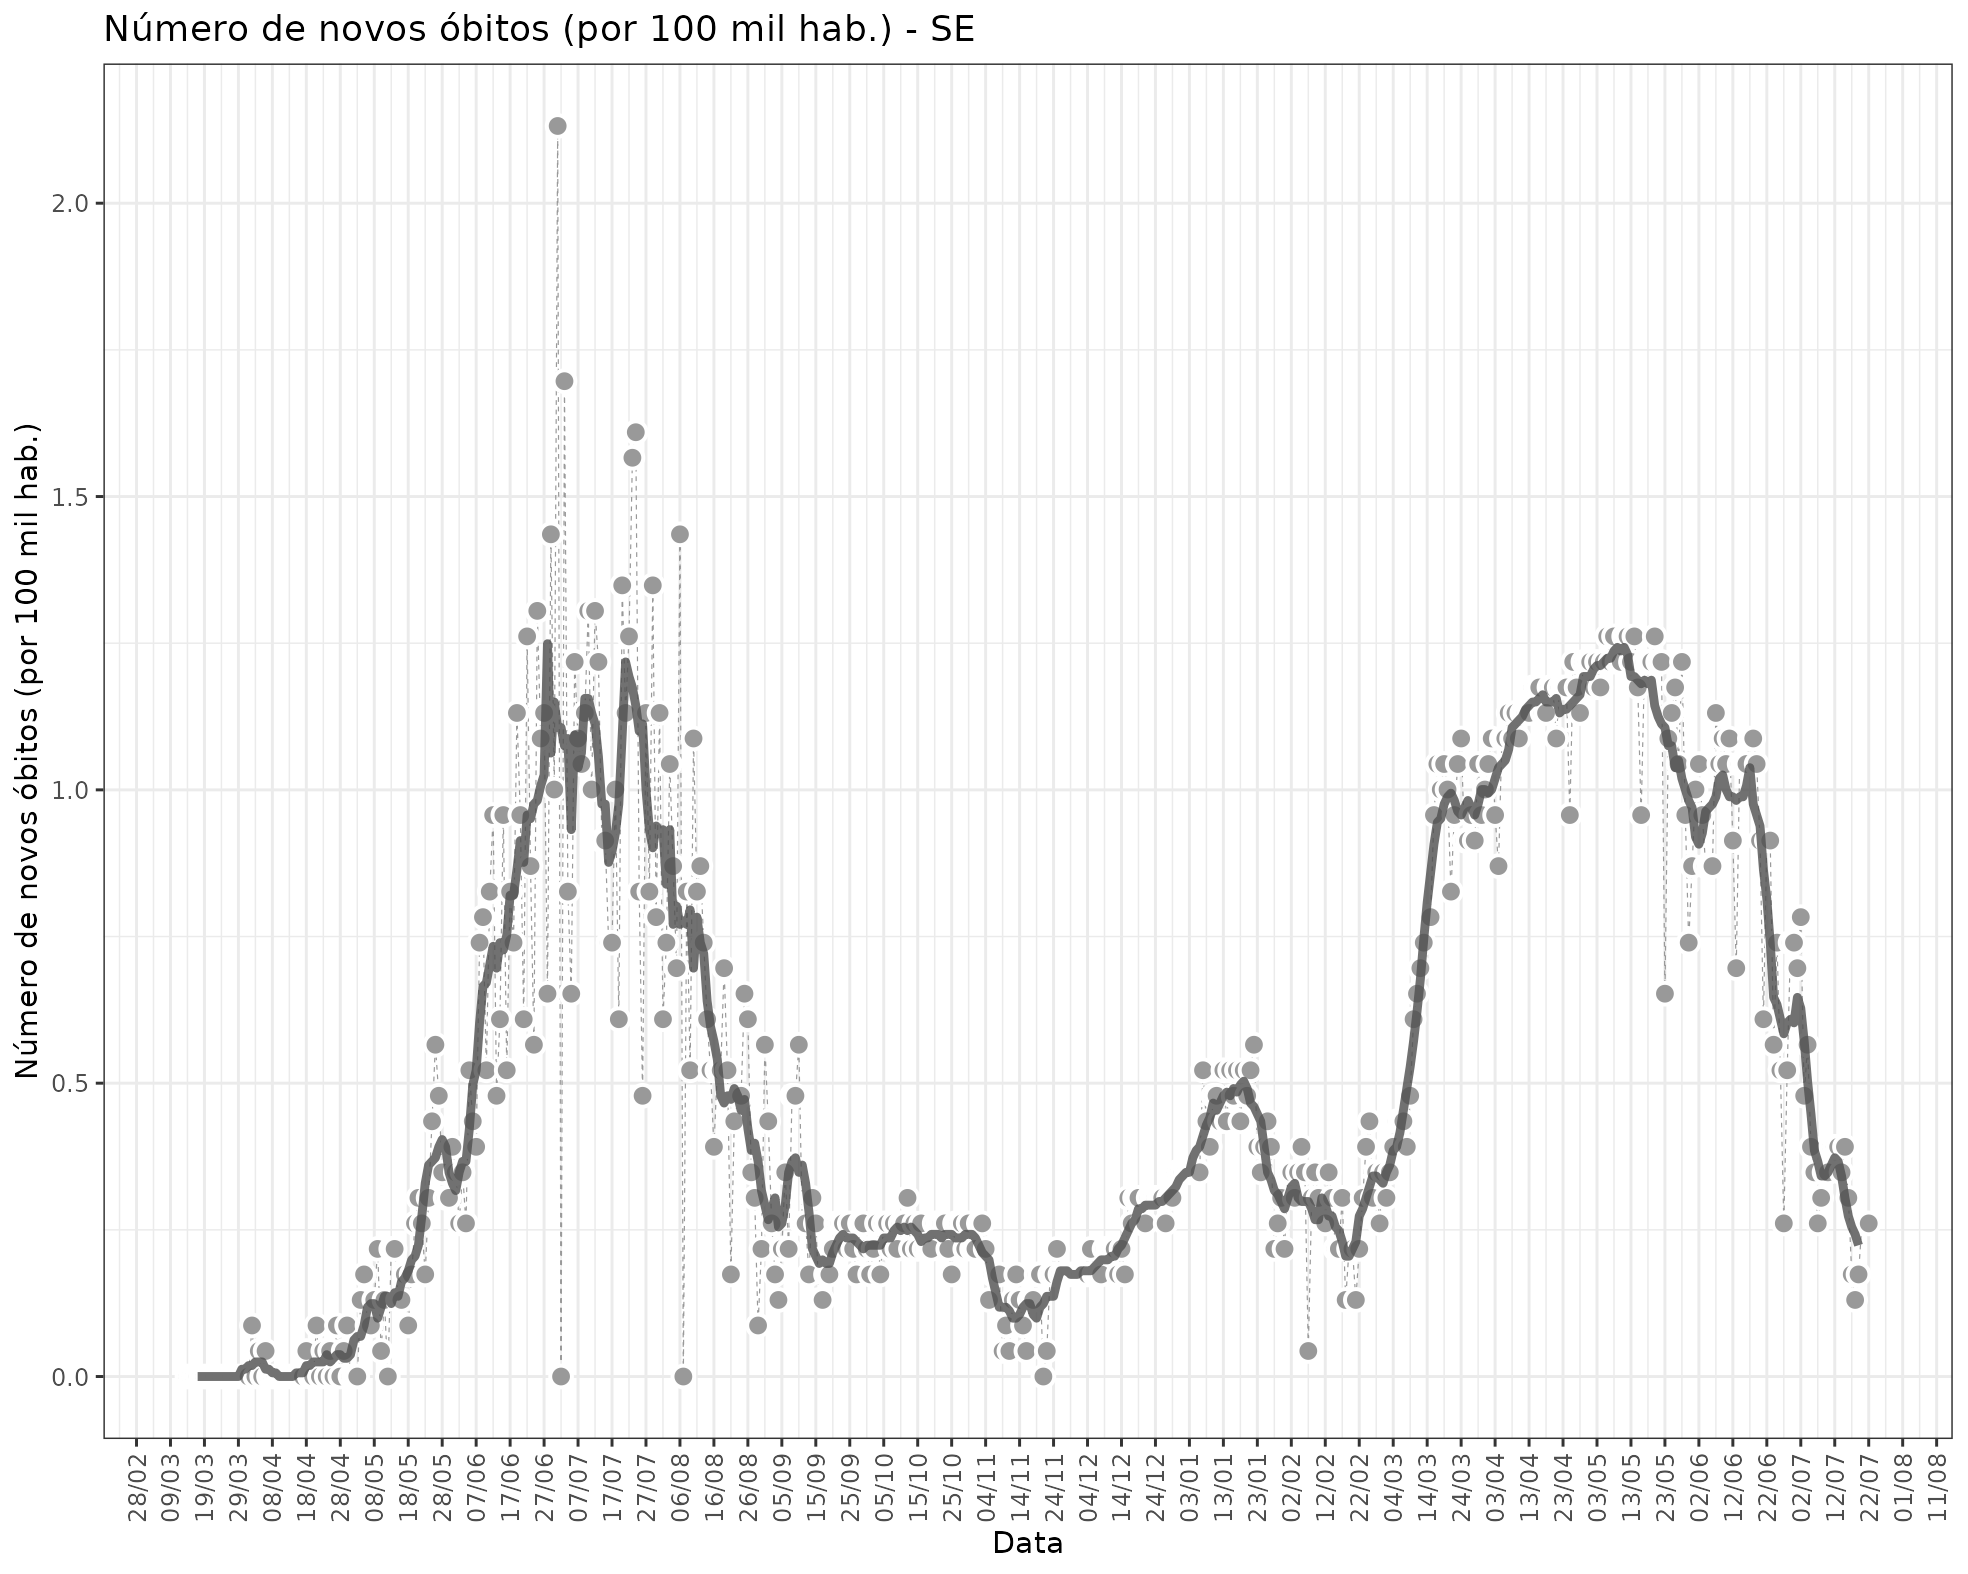 Número de novos óbitos (por 100 mil hab.) - SE
Número de novos óbitos (por 100 mil hab.)
2.0
1.5
1.0
0.5
0.0
28/02 09/03 19/03 29/03 08/04 18/04 28/04 08/05 18/05 28/05 07/06 17/06 27/06 07/07 17/07 27/07 06/08 16/08 26/08 05/09 15/09 25/09 05/10 15/10 25/10 04/11 14/11 24/11 04/12 14/12 24/12 03/01 13/01 23/01 02/02 12/02 22/02 04/03 14/03 24/03 03/04 13/04 23/04 03/05 13/05 23/05 02/06 12/06 22/06 02/07 12/07 22/07 01/08 11/08
Data